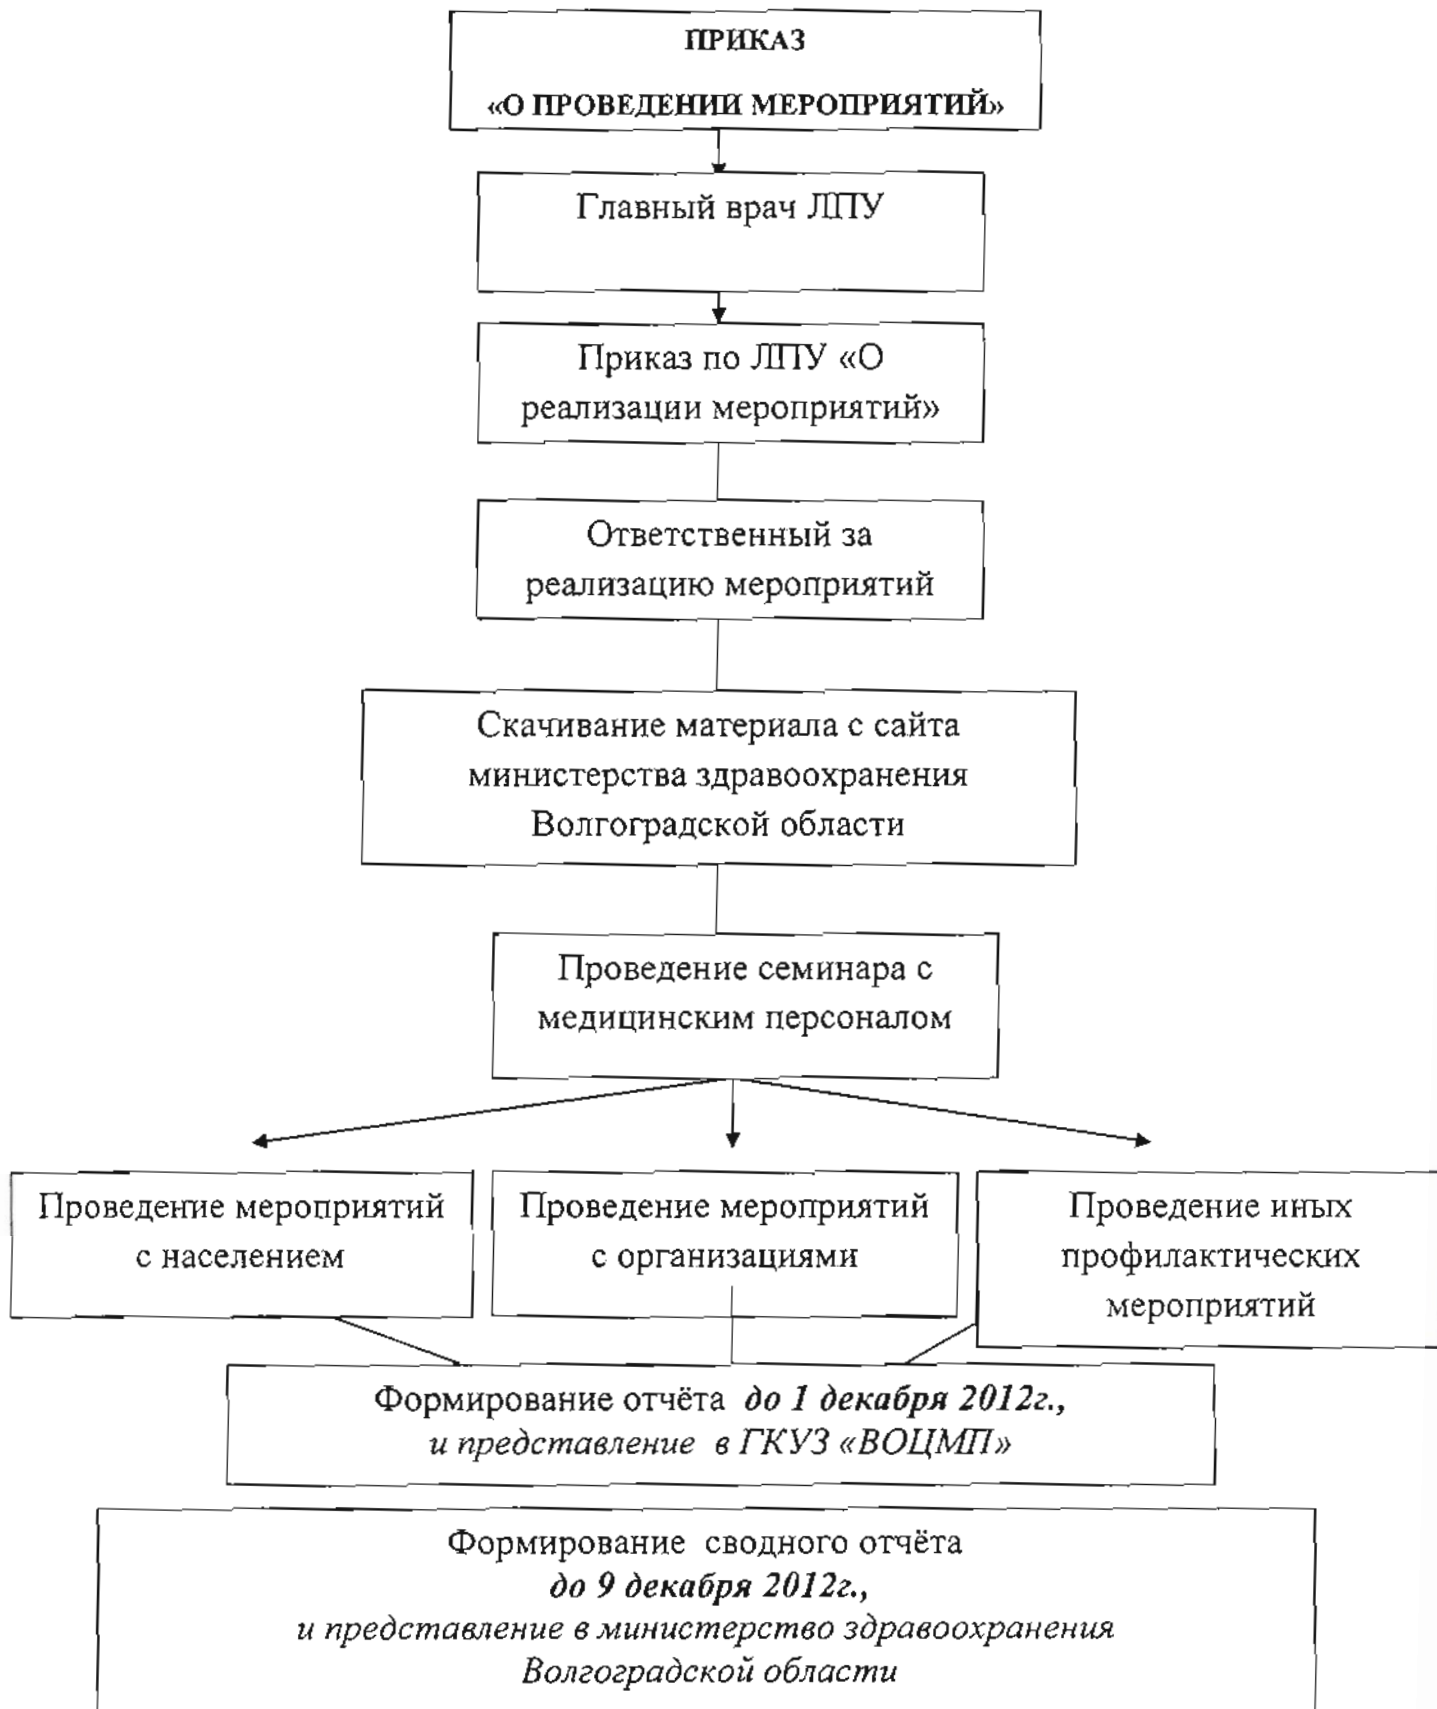 ПРИКАЗ
«О ПРОВЕДЕНИИ МЕРОПРИЯТИЙ»
Главный врач ЛПУ
Приказ по ЛПУ «О
реализации мероприятий»
Ответственный за
реализацию мероприятий
Скачивание материала с сайта
министерства здравоохранения
Волгоградской области
Проведение семинара с
медицинским персоналом
Проведение мероприятий
с населением
Проведение мероприятий
с организациями
Проведение иных
профилактических
мероприятий
Формирование отчёта до 1 декабря 2012г.,
и представление в ГКУЗ «ВОЦМП»
Формирование сводного отчёта
до 9 декабря 2012г.,
и представление в министерство здравоохранения
Волгоградской области